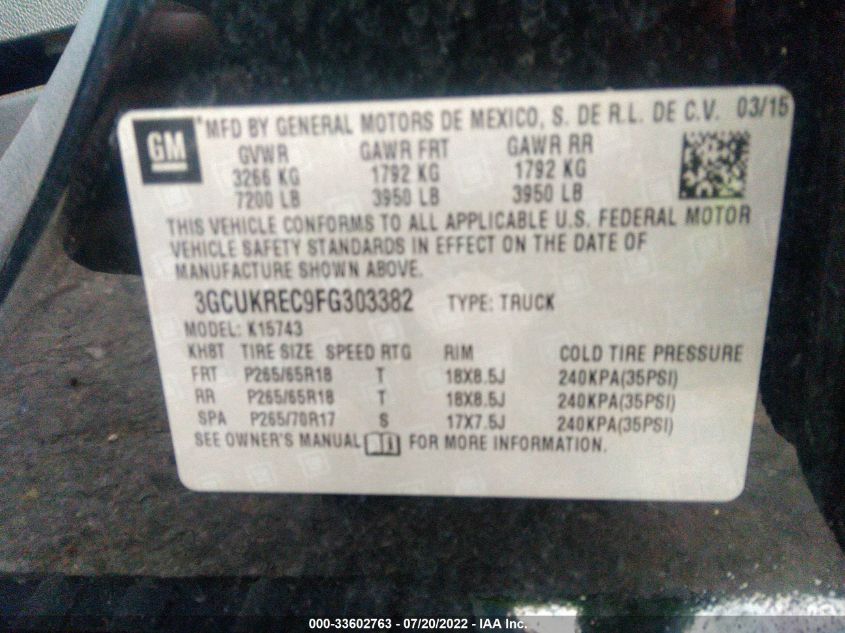 GM ® MFD BY GENERAL MOTORS DE MEXICO, S. DE R.L. DE C.V. 03/15
GVWR GAWR FRT GAWR RR
3266 KG 1792 KG 1792 KG
7200 LB 3950 LB 3950 LB
THIS VEHICLE CONFORMS TO ALL APPLICABLE U.S. FEDERAL MOTOR
VEHICLE SAFETY STANDARDS IN EFFECT ON THE DATE OF
MANUFACTURE SHOWN ABOVE.
3GCUKREC9FG303382 TYPE: TRUCK
MODEL: K15743
KH8T TIRE SIZE SPEED RTG RIM COLD TIRE PRESSURE
FRT P265/65R18 T 18X8.5J 240KPA(35PSI)
RR P265/65R18 T 18X8.5J 240KPA(35PSI)
SPA P265/70R17 S 17X7.5J 240KPA(35PSI)
SEE OWNER'S MANUAL FOR MORE INFORMATION.
000-33602763 - 07/20/2022 - IAA Inc.